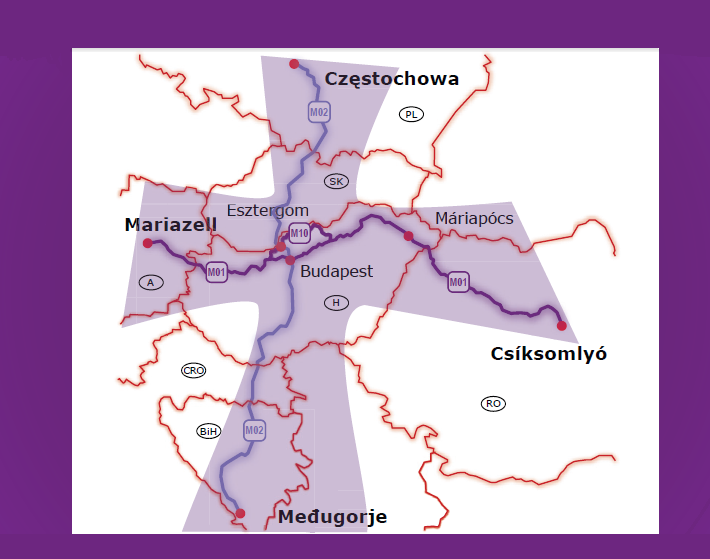 Częstochowa
M02
PL
SK
Esztergom
Máriapócs
Mariazell
M10
M01
Budapest
A
M01
H
Csíksomlyó
CRO
RO
BiH
M02
Međugorje